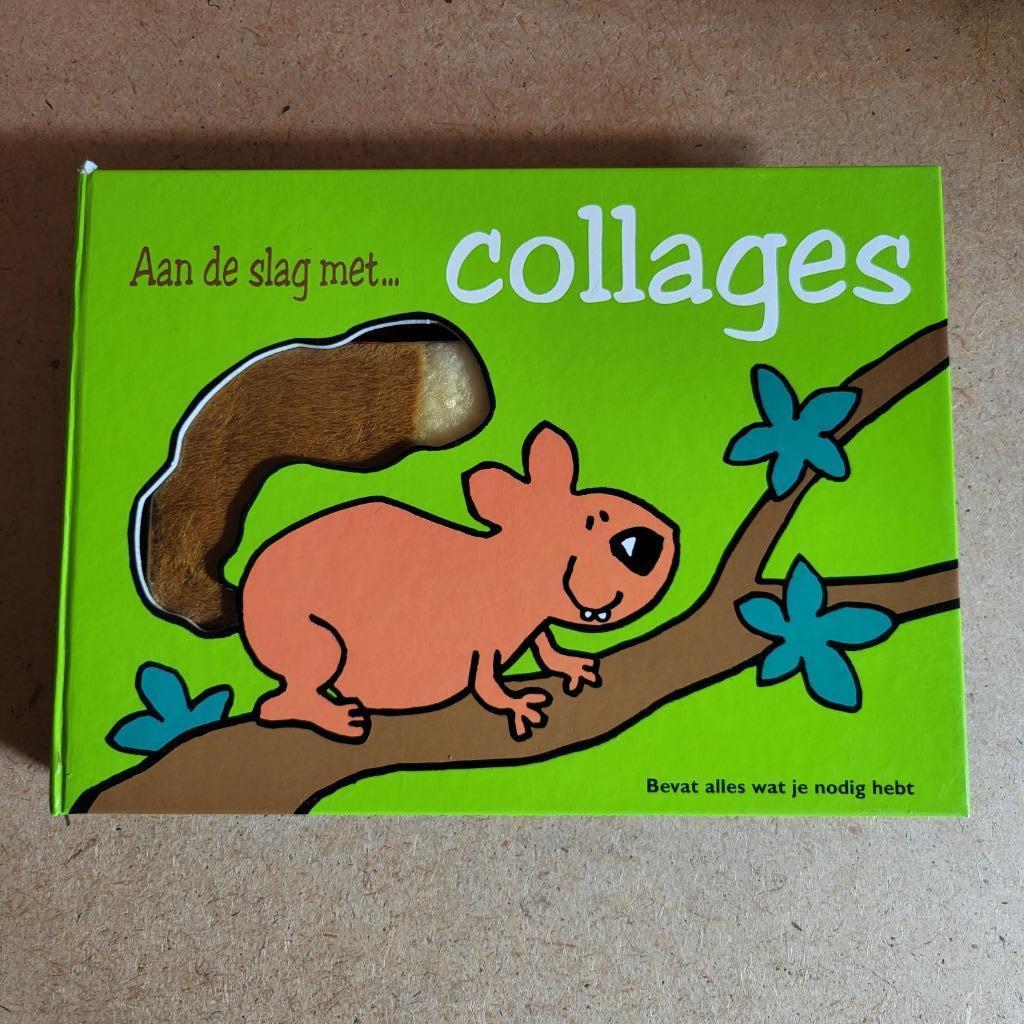 Aan de slag met...
collages
Bevat alles wat je nodig hebt